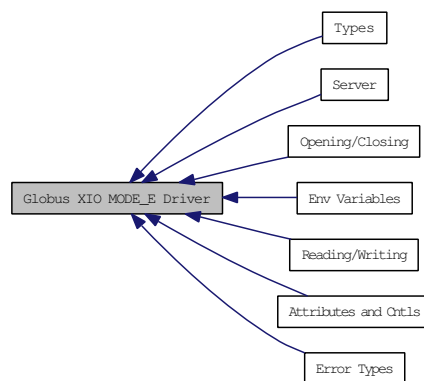 Types
Server
Opening/Closing
Globus XIO MODE_E Driver
Env Variables
Reading/Writing
Attributes and Cntls
Error Types